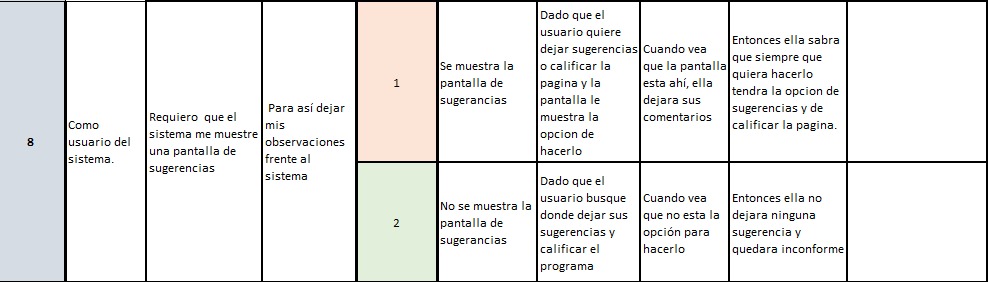 8
Como
usuario del
sistema.
Requiero  que el
sistema me muestre
una pantalla de
sugerencias
Para así dejar
mis
observaciones
frente al
sistema
1
Se muestra la
pantalla de
sugerancias
Dado que el
usuario quiere
dejar sugerencias
o calificar la
pagina y la
pantalla le
muestra la
opcion de
hacerlo
Cuando vea
que la pantalla
esta ahí, ella
dejara sus
comentarios
Entonces ella sabra
que siempre que
quiera hacerlo
tendra la opcion de
sugerencias y de
calificar la pagina.
2
No se muestra la
pantalla de
sugerancias
Dado que el
usuario busque
donde dejar sus
sugerencias y
calificar el
programa
Cuando vea
que no esta la
opción para
hacerlo
Entonces ella no
dejara ninguna
sugerencia y
quedara inconforme